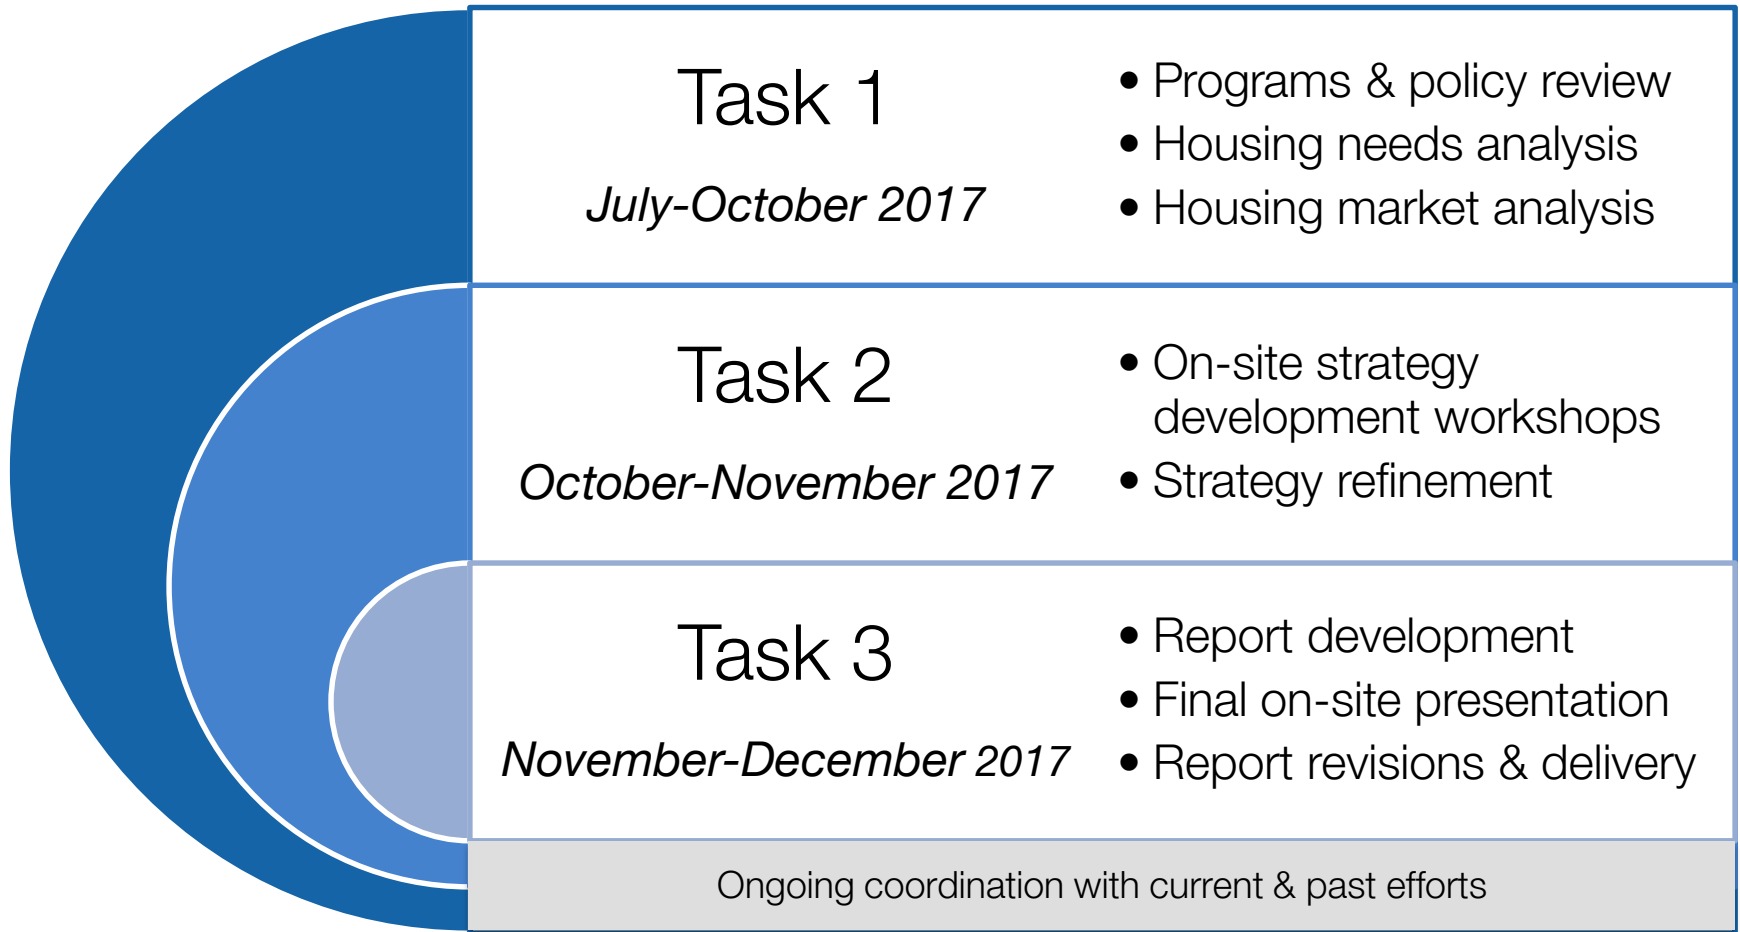 Task 1
July-October 2017
• Programs & policy review
• Housing needs analysis
• Housing market analysis
Task 2
October-November 2017
• On-site strategy
development workshops
• Strategy refinement
Task 3
November-December 2017
• Report development
• Final on-site presentation
• Report revisions & delivery
Ongoing coordination with current & past efforts